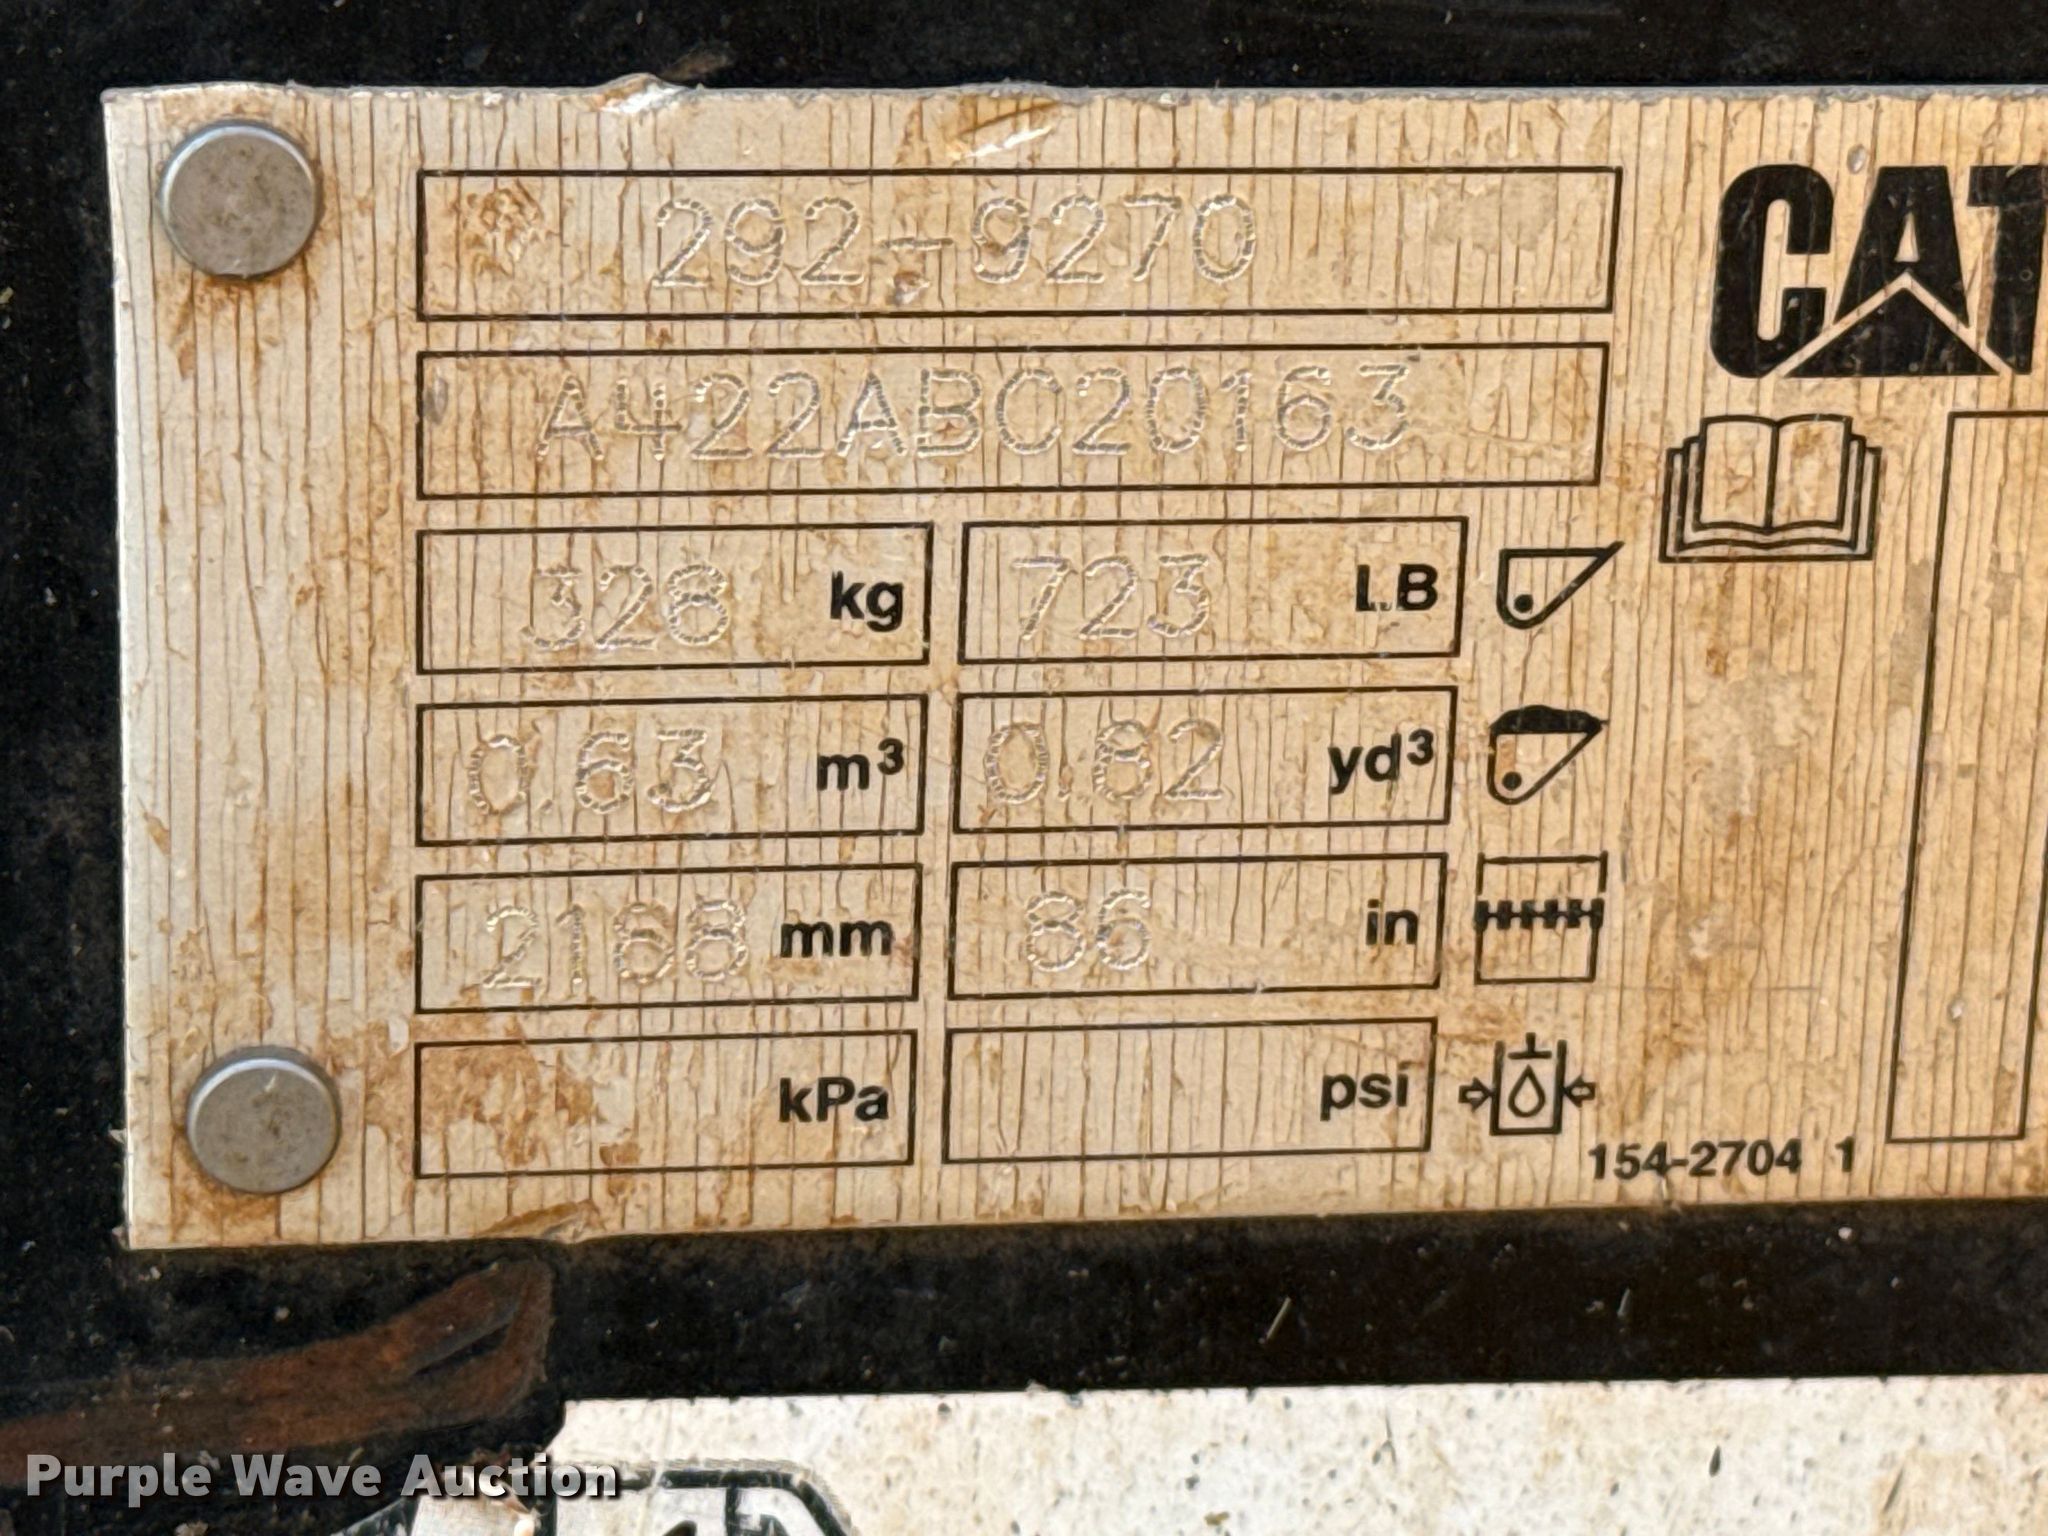 292-9270
CAT
A422ABC20163
328 kg 723 LB
0.63 m³ 0.82 yd³
2188 mm 86 in
kPa psi
154-2704 1
Purple Wave Auction